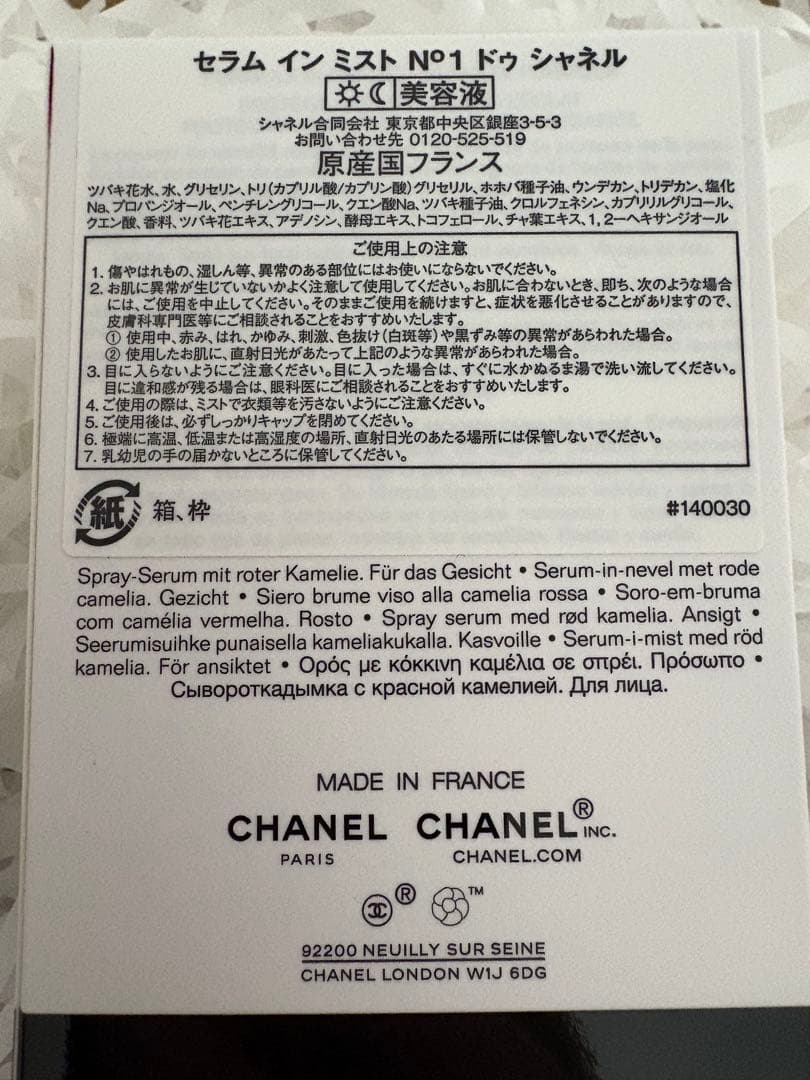 セラム イン ミスト Nº1 ドゥ シャネル
美容液
シャネル合同会社 東京都中央区銀座3-5-3
お問い合わせ先 0120-525-519
原産国フランス
ツバキ花水、水、グリセリン、トリ(カプリル酸/カプリン酸)グリセリル、ホホバ種子油、ウンデカン、トリデカン、塩化
Na、プロパンジオール、ペンチレングリコール、クエン酸Na、ツバキ種子油、クロルフェネシン、カプリリルグリコール、
クエン酸、香料、ツバキ花エキス、アデノシン、酵母エキス、トコフェロール、チャ葉エキス、1, 2ーヘキサンジオール
ご使用上の注意
1. 傷やはれもの、湿しん等、異常のある部位にはお使いにならないでください。
2. お肌に異常が生じていないかよく注意して使用してください。お肌に合わないとき、即ち、次のような場合
には、ご使用を中止してください。そのままご使用を続けますと、症状を悪化させることがありますので、
皮膚科専門医等にご相談されることをおすすめいたします。
① 使用中、赤み、はれ、かゆみ、刺激、色抜け(白斑等)や黒ずみ等の異常があらわれた場合。
② 使用したお肌に、直射日光があたって上記のような異常があらわれた場合。
3. 目に入らないようにご注意ください。目に入った場合は、すぐに水かぬるま湯で洗い流してください。
目に違和感が残る場合は、眼科医にご相談されることをおすすめいたします。
4. ご使用の際は、ミストで衣類等を汚さないようにご注意ください。
5. ご使用後は、必ずしっかりキャップを閉めてください。
6. 極端に高温、低温または高湿度の場所、直射日光のあたる場所には保管しないでください。
7. 乳幼児の手の届かないところに保管してください。
紙 箱、枠 #140030
Spray-Serum mit roter Kamelie. Für das Gesicht • Serum-in-nevel met rode
camelia. Gezicht • Siero brume viso alla camelia rossa • Soro-em-bruma
com camélia vermelha. Rosto • Spray serum med rød kamelia. Ansigt •
Seerumisuihke punaisella kameliakukalla. Kasvoille • Serum-i-mist med röd
kamelia. För ansiktet • Ορός με κόκκινη καμέλια σε σπρέι. Πρόσωπο •
Сывороткадымка с красной камелией. Для лица.
MADE IN FRANCE
CHANEL CHANEL® INC.
PARIS CHANEL.COM
® ™
92200 NEUILLY SUR SEINE
CHANEL LONDON W1J 6DG